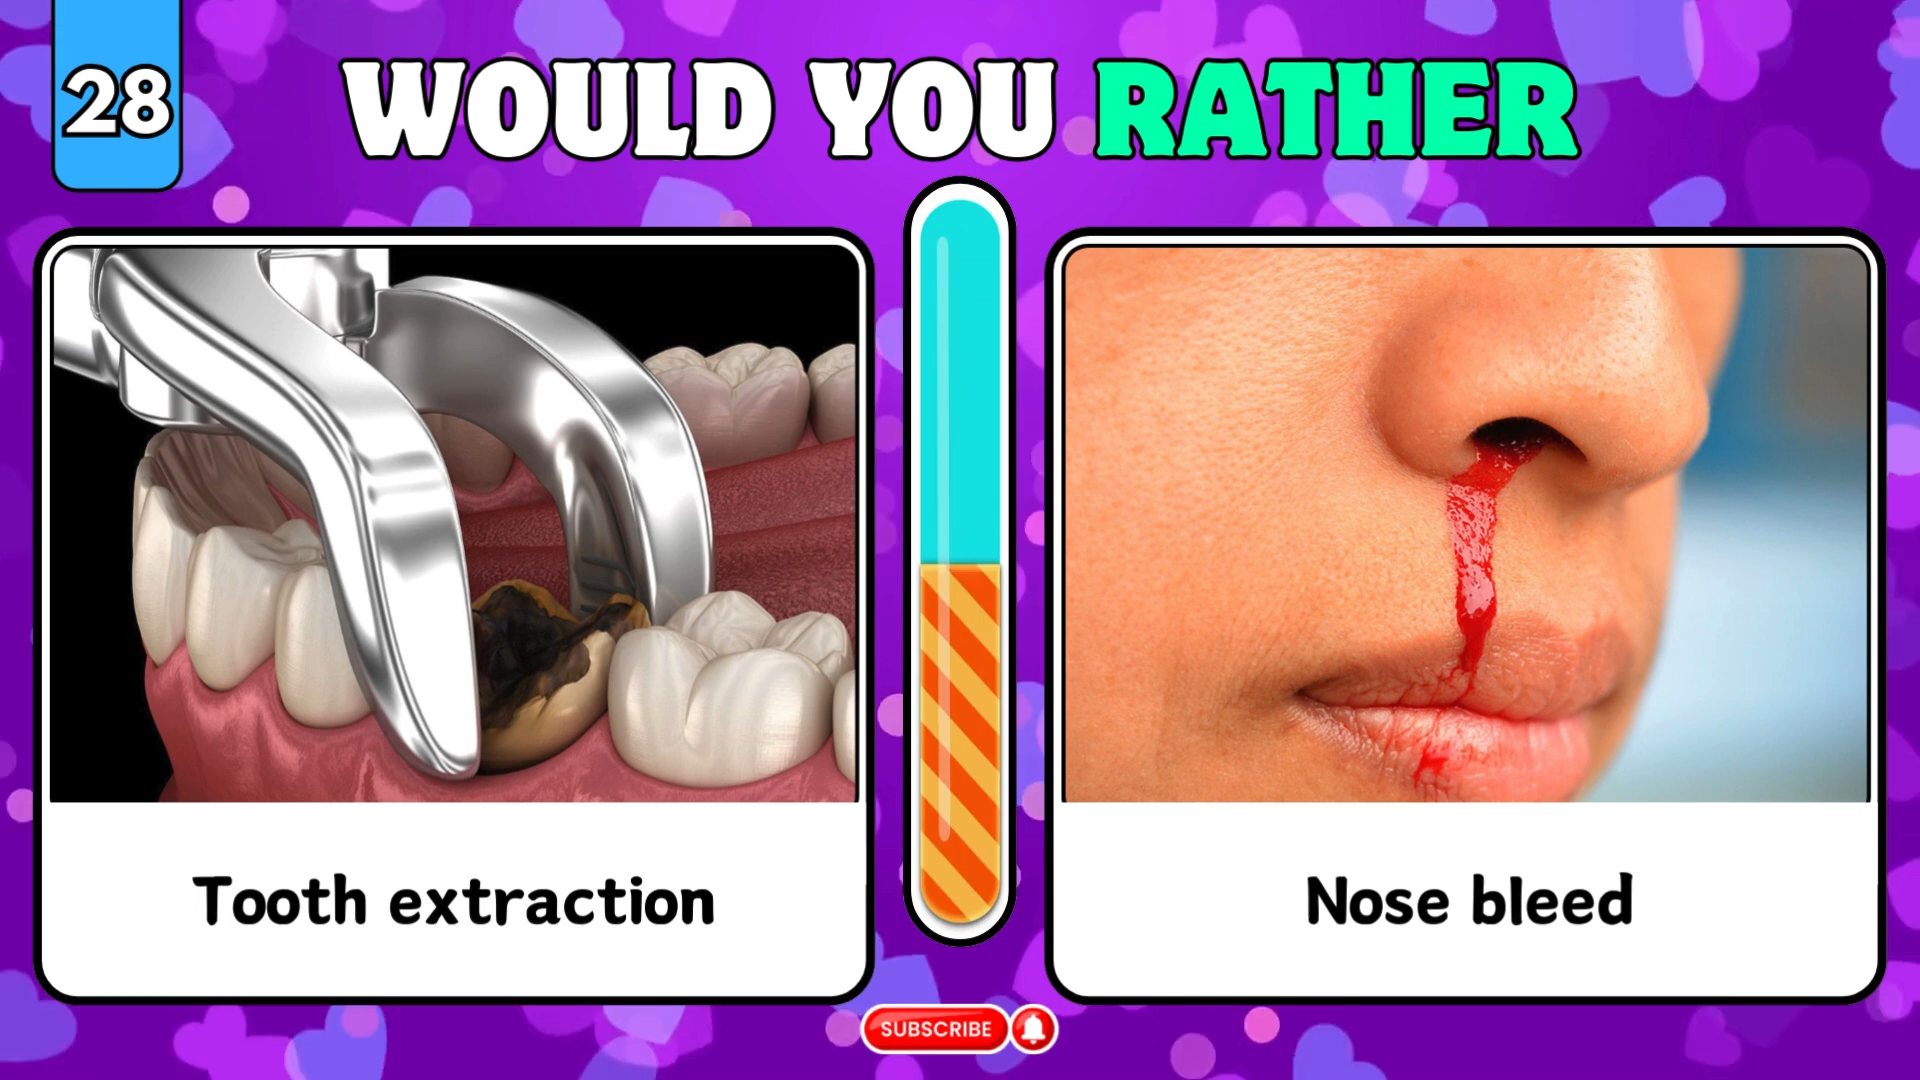 28
WOULD YOU RATHER
Tooth extraction
Nose bleed
SUBSCRIBE